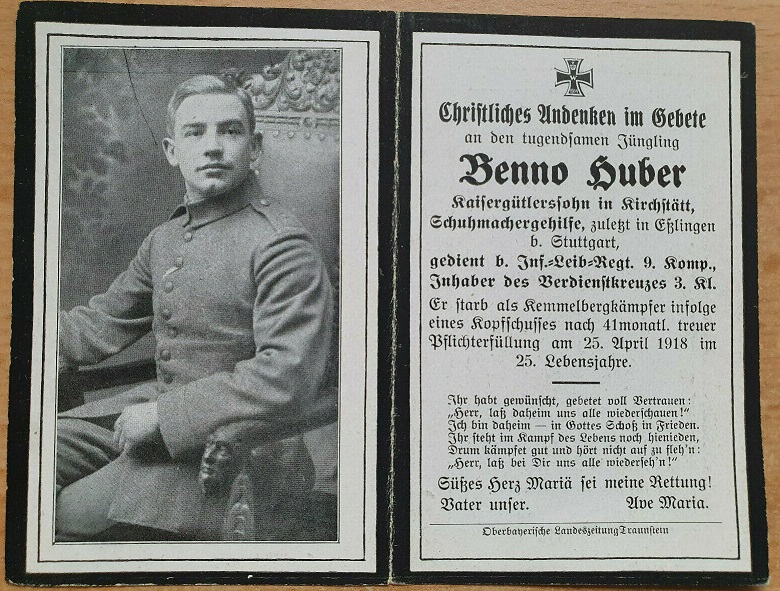 Christliches Andenken im Gebete
an den tugendsamen Jüngling
Benno Huber
Kaisergütlerssohn in Kirchstätt,
Schuhmachergehilfe, zuletzt in Eßlingen
b. Stuttgart,
gedient b. Inf.-Leib-Regt. 9. Komp.,
Inhaber des Verdienstkreuzes 3. Kl.
Er starb als Kemmelbergkämpfer infolge
eines Kopfschusses nach 41monatl. treuer
Pflichterfüllung am 25. April 1918 im
25. Lebensjahre.
Ihr habt gewünscht, gebetet voll Vertrauen:
„Herr, laß daheim uns alle wiederschauen!“
Ich bin daheim — in Gottes Schoß in Frieden.
Ihr steht im Kampf des Lebens noch hienieden,
Drum kämpfet gut und hört nicht auf zu fleh'n:
„Herr, laß bei Dir uns alle wiederseh'n!“
Süßes Herz Mariä sei meine Rettung!
Vater unser. Ave Maria.
Oberbayerische Landeszeitung Traunstein